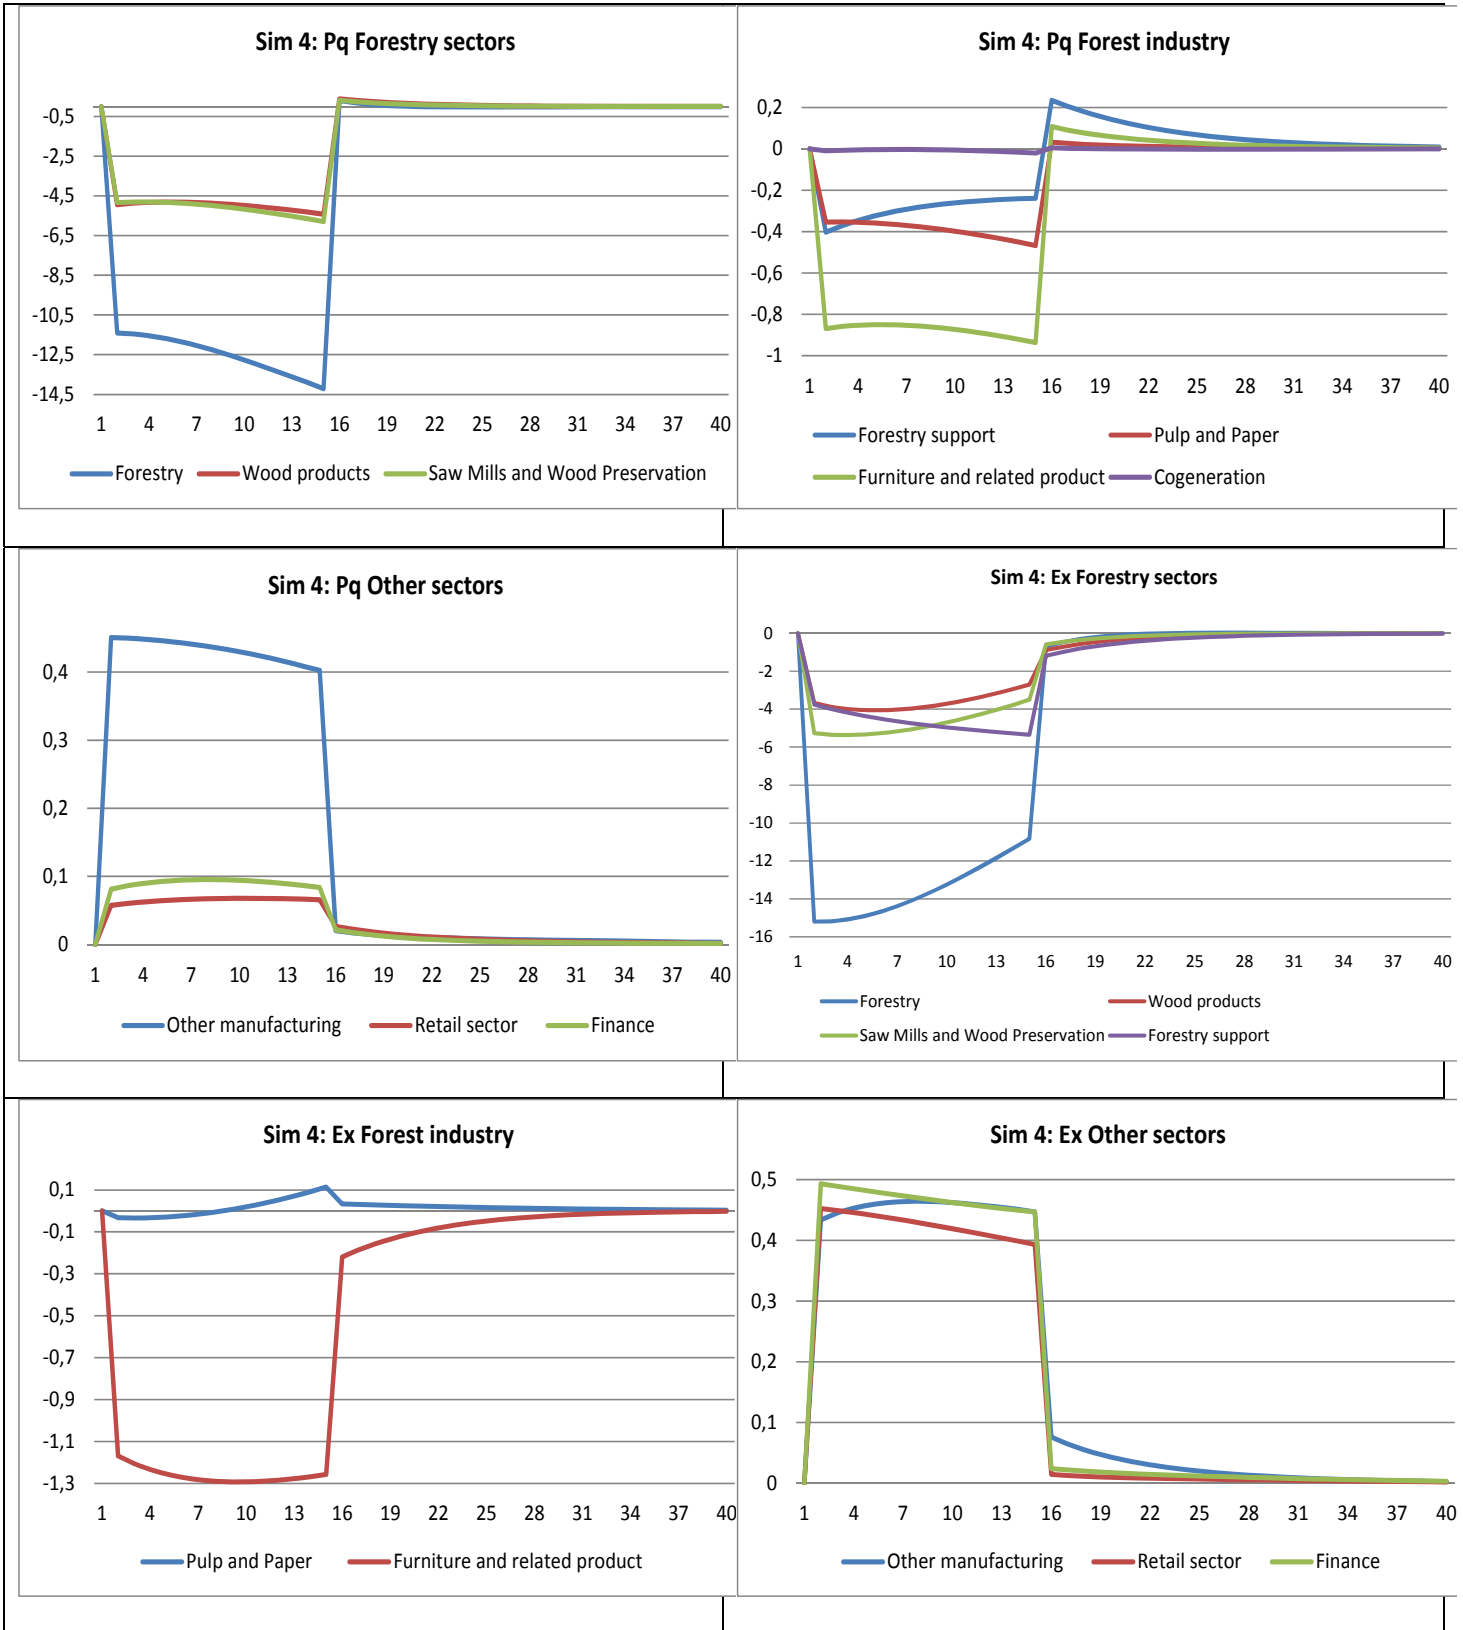 Sim 4: Pq Forestry sectors
-0,5
-2,5
-4,5
-6,5
-8,5
-10,5
-12,5
-14,5
1 4 7 10 13 16 19 22 25 28 31 34 37 40
Forestry Wood products Saw Mills and Wood Preservation
Sim 4: Pq Forest industry
0,2
0
-0,2
-0,4
-0,6
-0,8
-1
1 4 7 10 13 16 19 22 25 28 31 34 37 40
Forestry support Pulp and Paper
Furniture and related product Cogeneration
Sim 4: Pq Other sectors
0,4
0,3
0,2
0,1
0
1 4 7 10 13 16 19 22 25 28 31 34 37 40
Other manufacturing Retail sector Finance
Sim 4: Ex Forestry sectors
0
-2
-4
-6
-8
-10
-12
-14
-16
1 4 7 10 13 16 19 22 25 28 31 34 37 40
Forestry Wood products
Saw Mills and Wood Preservation Forestry support
Sim 4: Ex Forest industry
0,1
-0,1
-0,3
-0,5
-0,7
-0,9
-1,1
-1,3
1 4 7 10 13 16 19 22 25 28 31 34 37 40
Pulp and Paper Furniture and related product
Sim 4: Ex Other sectors
0,5
0,4
0,3
0,2
0,1
0
1 4 7 10 13 16 19 22 25 28 31 34 37 40
Other manufacturing Retail sector Finance